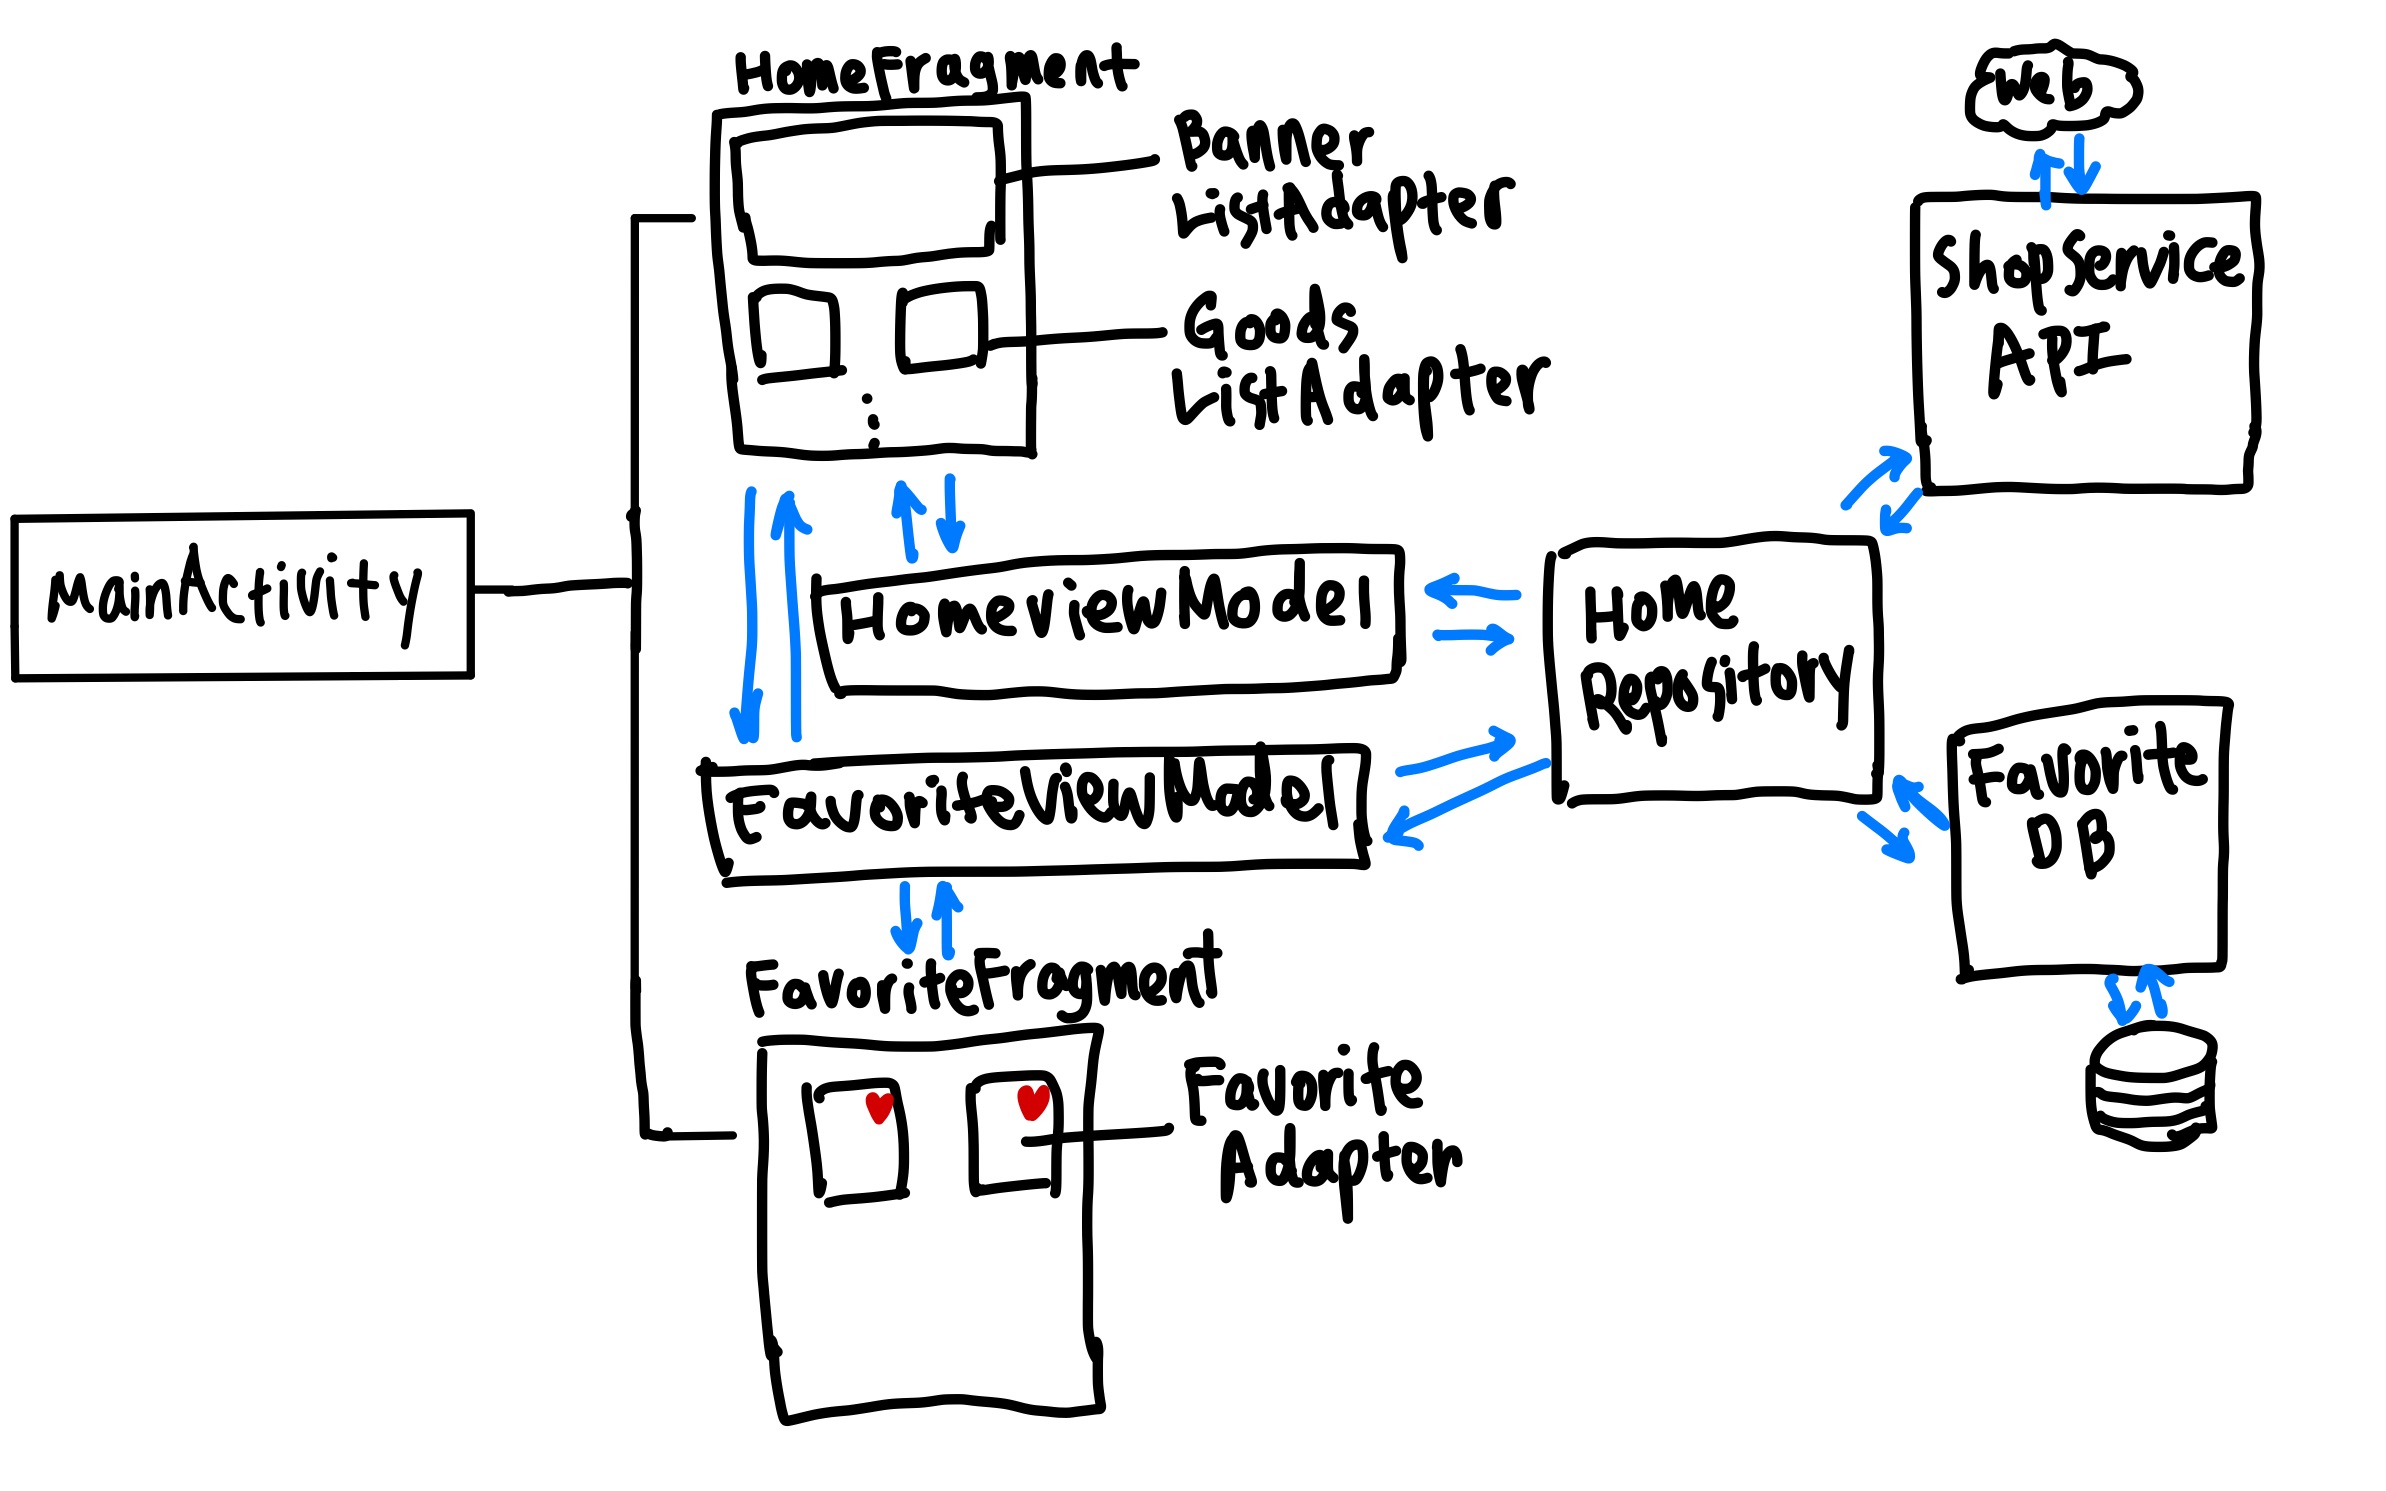 HomeFragment
Banner
ListAdapter
Goods
ListAdapter
web
Shopservice
API
MainActivity
HomeviewModel
Home
Repository
FavoriteViewModel
Favorite
DB
FavoriteFragment
Favorite
Adapter